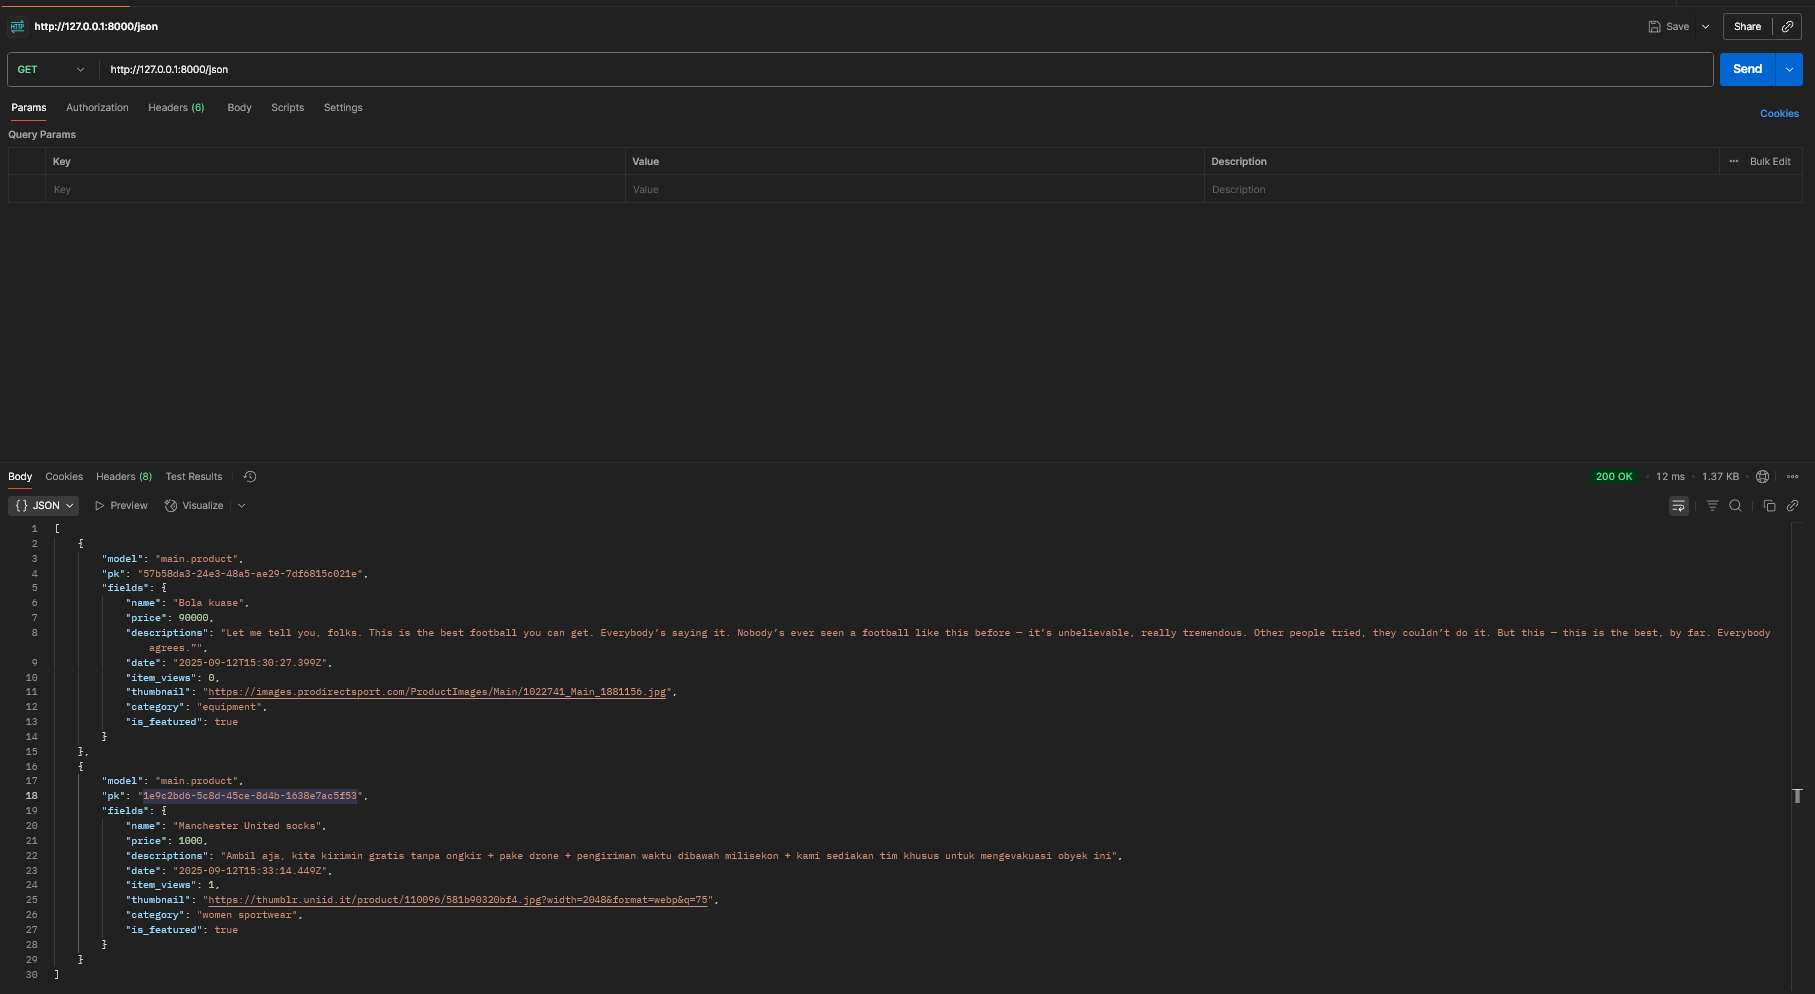 http://127.0.0.1:8000/json
Save
Share
GET
http://127.0.0.1:8000/json
Send
Params Authorization Headers (6) Body Scripts Settings
Cookies
Query Params
Key Value Description ··· Bulk Edit
Key Value Description
Body Cookies Headers (8) Test Results
200 OK · 12 ms · 1.37 KB
{} JSON Preview Visualize
1 [
2 {
3 "model": "main.product",
4 "pk": "57b58da3-24e3-48a5-ae29-7df6815c021e",
5 "fields": {
6 "name": "Bola kuase",
7 "price": 90000,
8 "descriptions": "Let me tell you, folks. This is the best football you can get. Everybody’s saying it. Nobody’s ever seen a football like this before — it’s unbelievable, really tremendous. Other people tried, they couldn’t do it. But this — this is the best, by far. Everybody
agrees.”",
9 "date": "2025-09-12T15:30:27.399Z",
10 "item_views": 0,
11 "thumbnail": "https://images.prodirectsport.com/ProductImages/Main/1022741_Main_1881156.jpg",
12 "category": "equipment",
13 "is_featured": true
14 }
15 },
16 {
17 "model": "main.product",
18 "pk": "1e9c2bd6-5c8d-45ce-8d4b-1638e7ac5f53",
19 "fields": {
20 "name": "Manchester United socks",
21 "price": 1000,
22 "descriptions": "Ambil aja, kita kirimin gratis tanpa ongkir + pake drone + pengiriman waktu dibawah milisekon + kami sediakan tim khusus untuk mengevakuasi obyek ini",
23 "date": "2025-09-12T15:33:14.449Z",
24 "item_views": 1,
25 "thumbnail": "https://thumblr.uniid.it/product/110096/581b90320bf4.jpg?width=2048&format=webp&q=75",
26 "category": "women sportwear",
27 "is_featured": true
28 }
29 }
30 ]